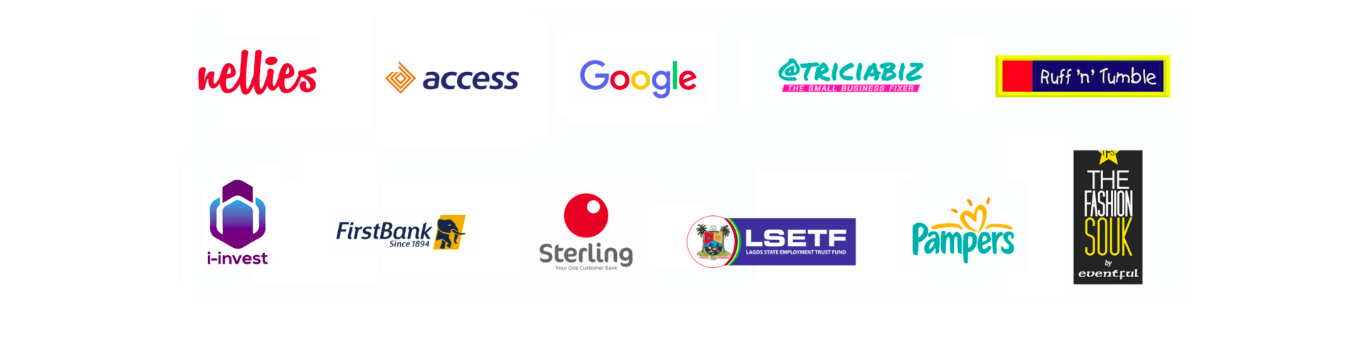 nellies
access
Google
@TRICIABIZ
THE SMALL BUSINESS FIXER
Ruff 'n' Tumble
i-invest
FirstBank
Since 1894
Sterling
Your One Customer Bank
LSETF
LAGOS STATE EMPLOYMENT TRUST FUND
Pampers
THE
FASHION
SOUK
by
eventful